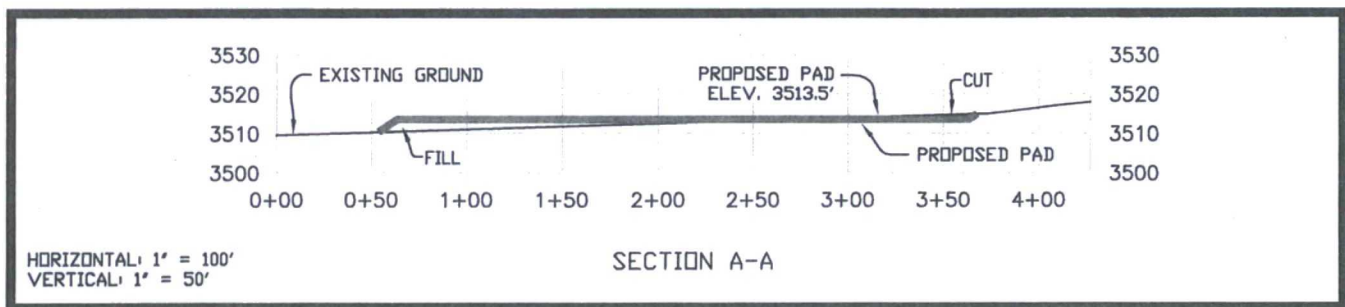 3530 3530
EXISTING GROUND PROPOSED PAD CUT
3520 ELEV. 3513.5' 3520
3510 3510
FILL PROPOSED PAD
3500 3500
0+00 0+50 1+00 1+50 2+00 2+50 3+00 3+50 4+00
HORIZONTAL: 1" = 100'
VERTICAL: 1" = 50'
SECTION A-A